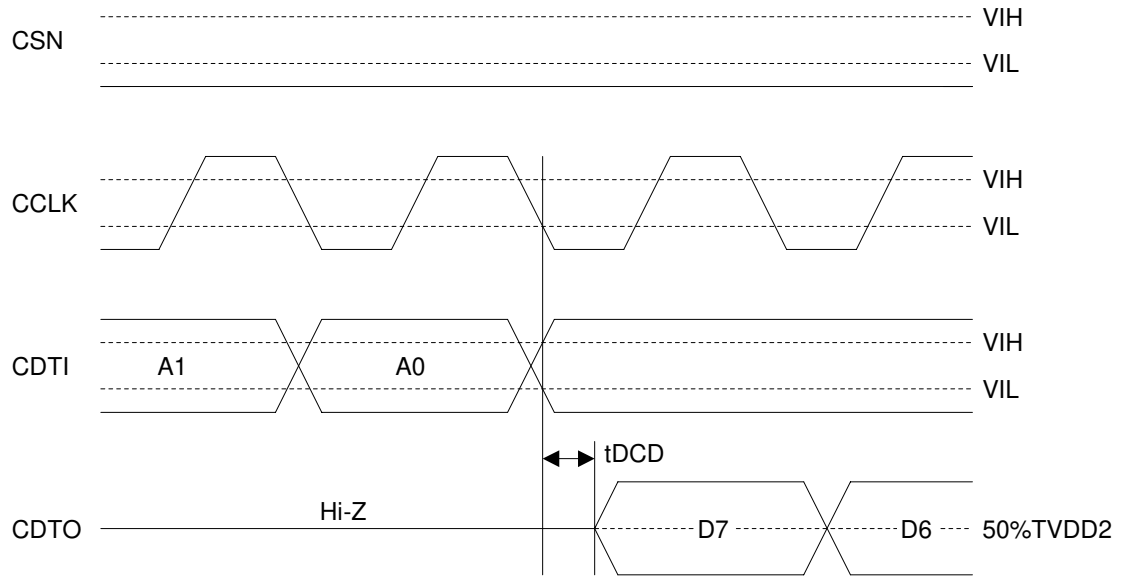 CSN
VIH
VIL
CCLK
VIH
VIL
CDTI
A1
A0
VIH
VIL
tDCD
CDTO
Hi-Z
D7
D6
50%TVDD2